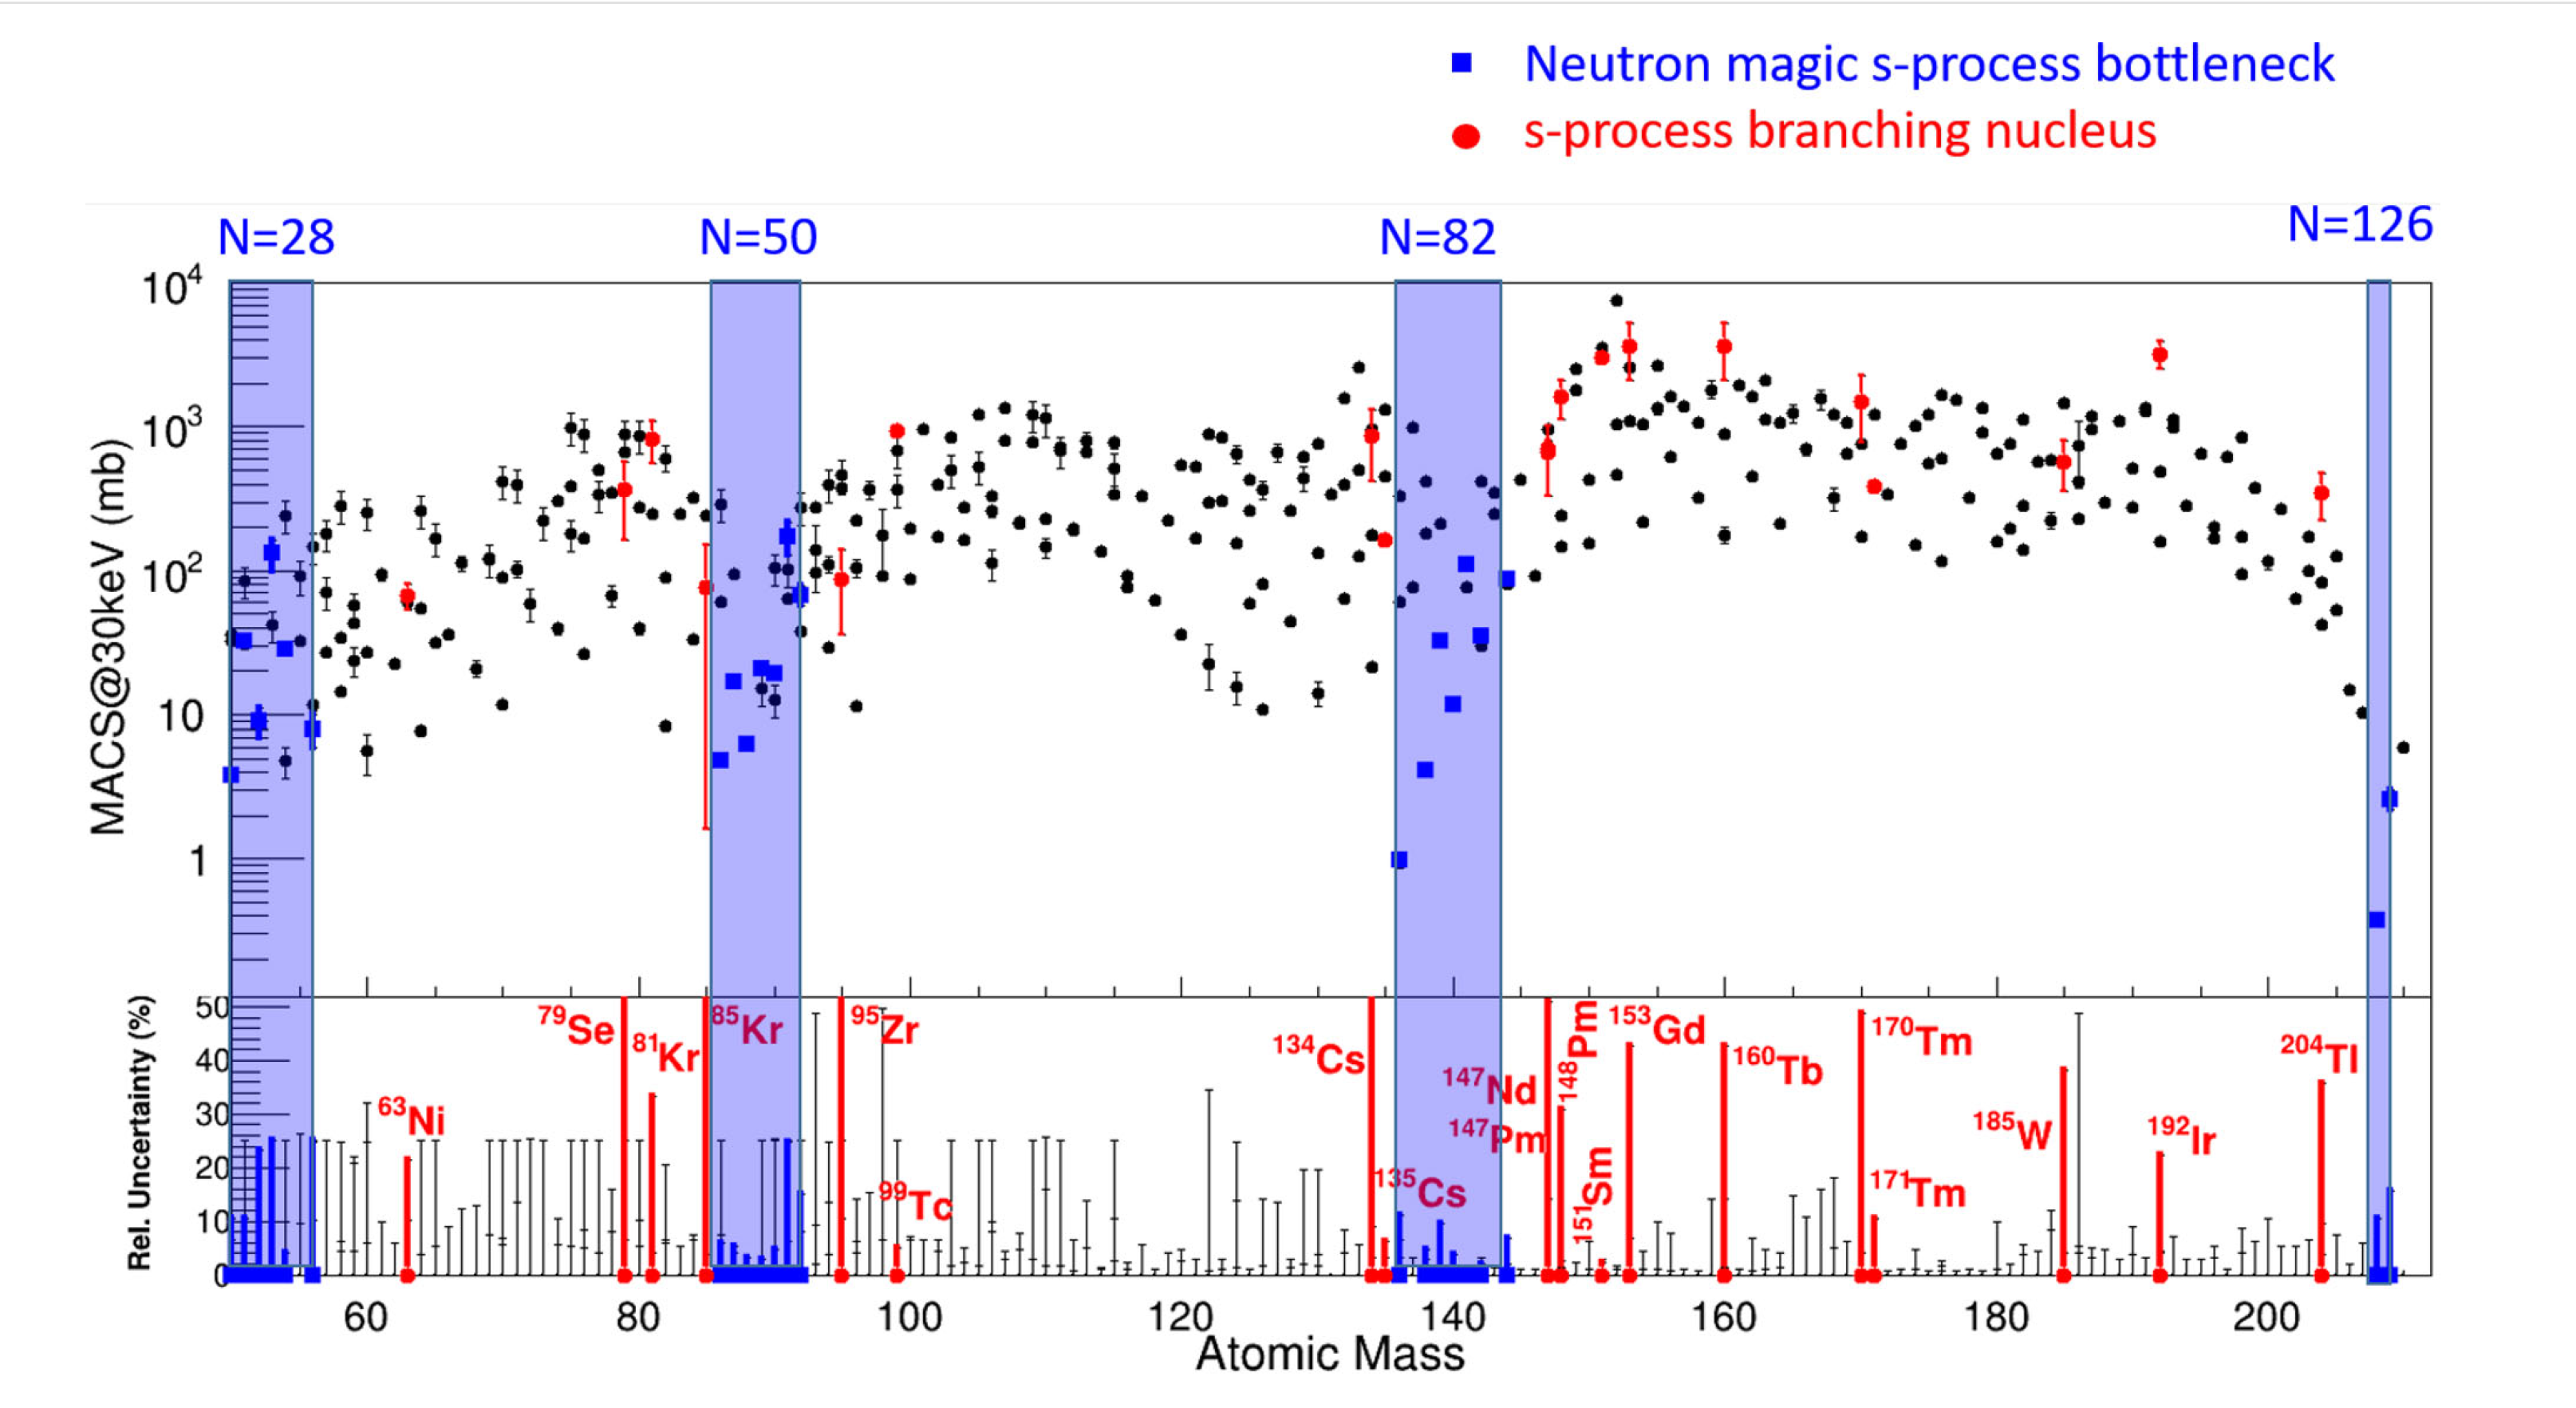 Neutron magic s-process bottleneck
s-process branching nucleus
N=28
N=50
N=82
N=126
10⁴
10³
10²
10
1
MACS@30keV (mb)
50
40
30
20
10
0
Rel. Uncertainty (%)
⁶³Ni
⁷⁹Se
⁸¹Kr
⁸⁵Kr
⁹⁵Zr
⁹⁹Tc
¹³⁴Cs
¹³⁵Cs
¹⁴⁷Nd
¹⁴⁷Pm
¹⁴⁸Pm
¹⁵¹Sm
¹⁵³Gd
¹⁶⁰Tb
¹⁷⁰Tm
¹⁷¹Tm
¹⁸⁵W
¹⁹²Ir
²⁰⁴Tl
60 80 100 120 140 160 180 200
Atomic Mass